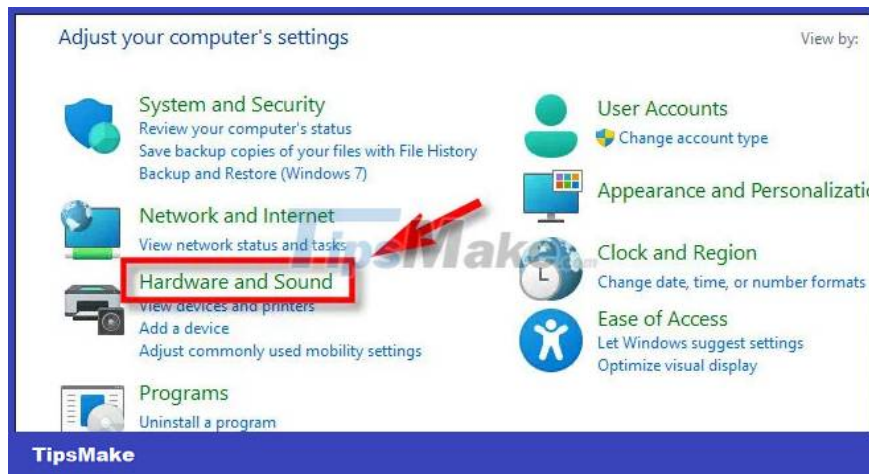 Adjust your computer's settings
View by:
System and Security
Review your computer's status
Save backup copies of your files with File History
Backup and Restore (Windows 7)
Network and Internet
View network status and tasks
Hardware and Sound
View devices and printers
Add a device
Adjust commonly used mobility settings
Programs
Uninstall a program
User Accounts
Change account type
Appearance and Personalizati
Clock and Region
Change date, time, or number formats
Ease of Access
Let Windows suggest settings
Optimize visual display
TipsMake.com
TipsMake